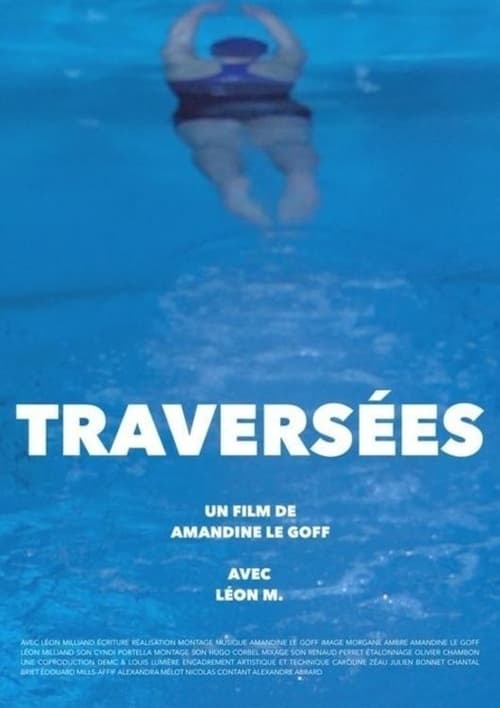 TRAVERSÉES
UN FILM DE
AMANDINE LE GOFF
AVEC
LÉON M.
AVEC LÉON MILLIAND ÉCRITURE RÉALISATION MONTAGE MUSIQUE AMANDINE LE GOFF IMAGE MORGANE AMBRE AMANDINE LE GOFF
LÉON MILLIAND SON CYNDI PORTELLA MONTAGE SON HUGO CORBEL MIXAGE SON RENAUD PERRET ÉTALONNAGE OLIVIER CHAMBON
UNE COPRODUCTION DEMC & LOUIS LUMIÈRE ENCADREMENT ARTISTIQUE ET TECHNIQUE CAROLINE ZÉAU JULIEN BONNET CHANTAL
BRIET ÉDOUARD MILLS-AFFIF ALEXANDRA MÉLOT NICOLAS CONTANT ALEXANDRE ABRARD